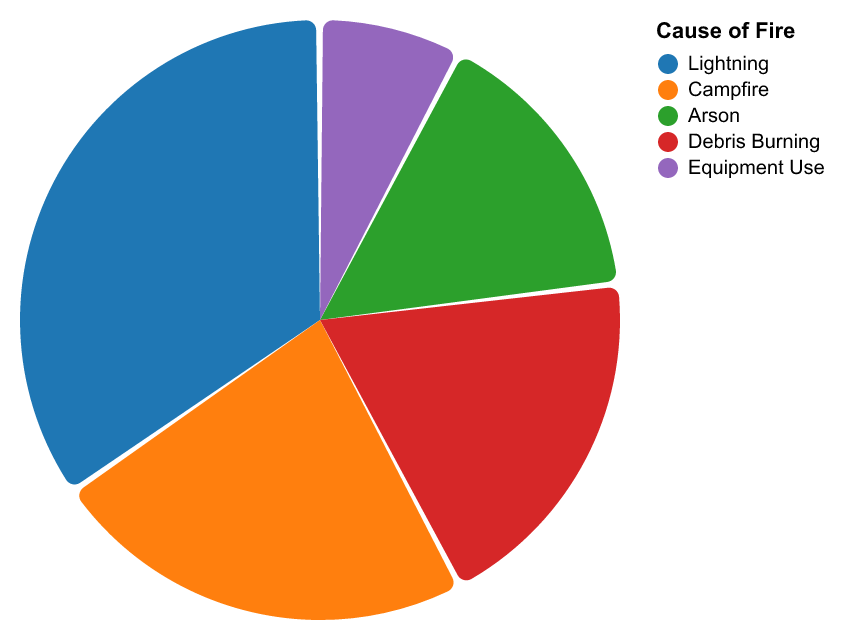 Cause of Fire
Lightning
Campfire
Arson
Debris Burning
Equipment Use